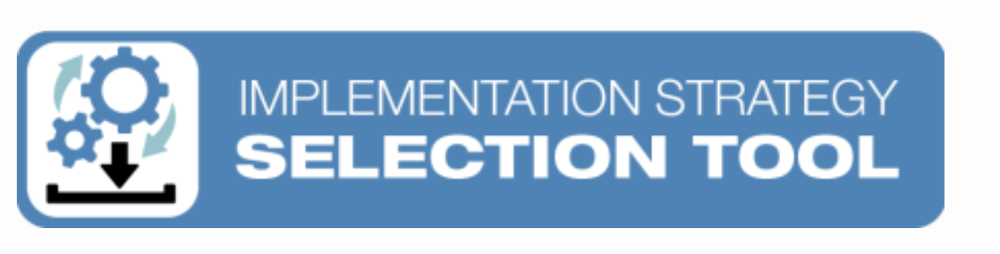 IMPLEMENTATION STRATEGY
SELECTION TOOL